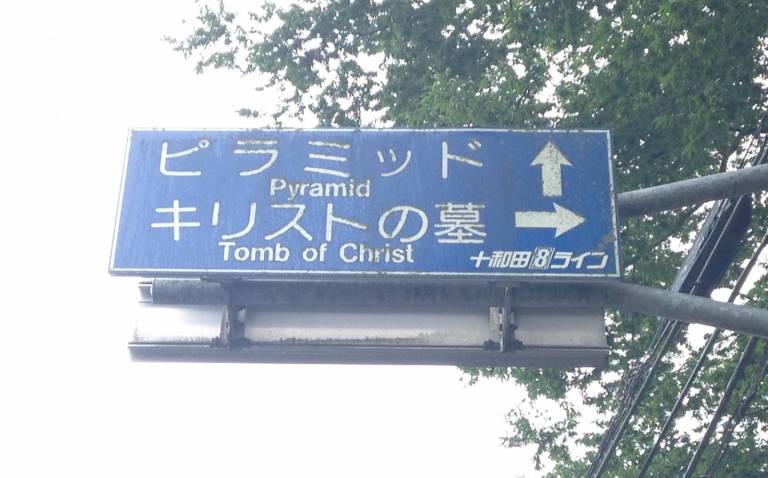 ピラミッド ↑
Pyramid
キリストの墓 →
Tomb of Christ
十和田8ライン